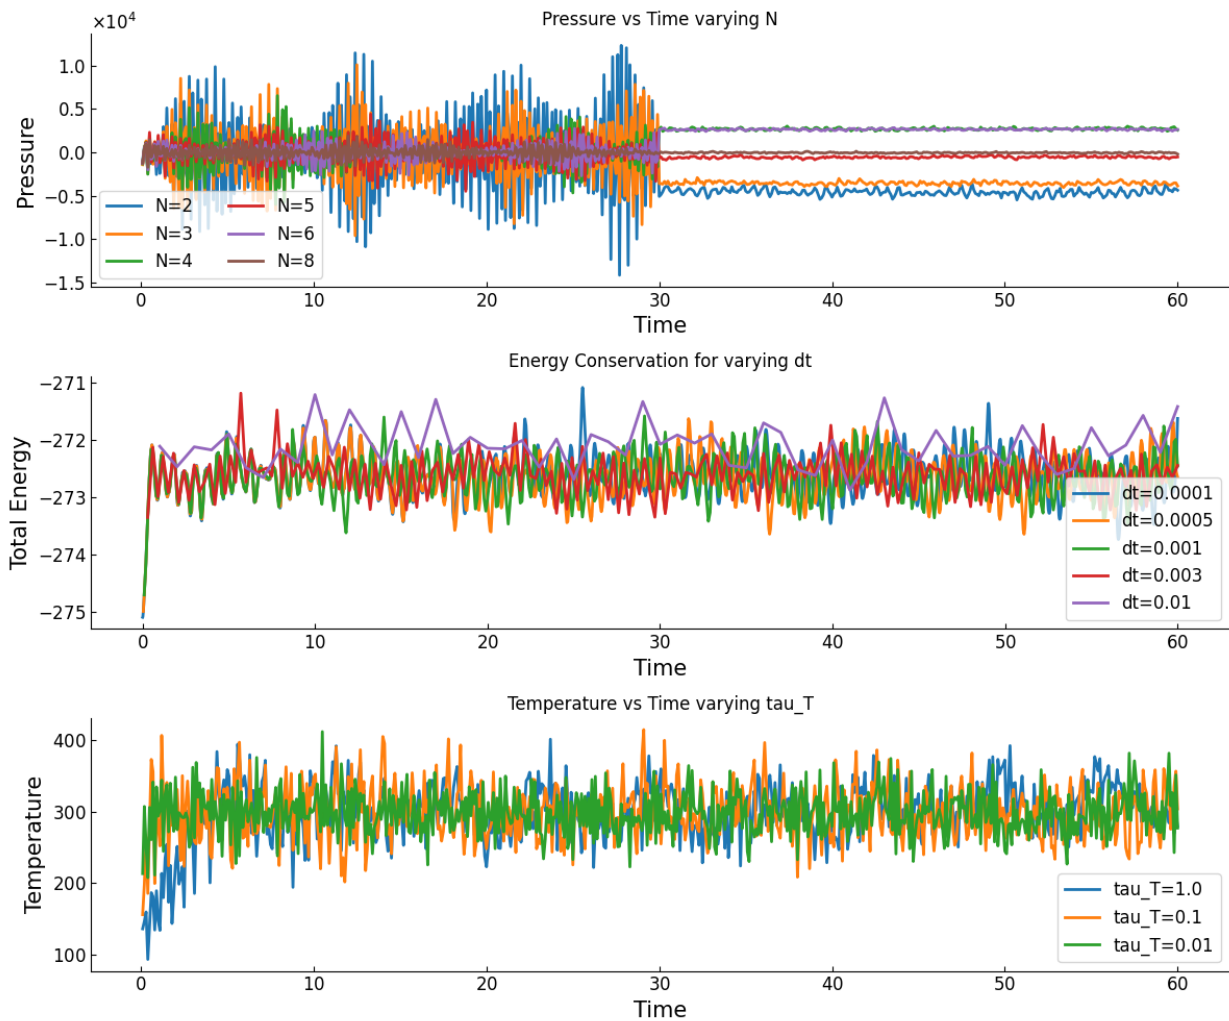 Pressure vs Time varying N
×10⁴
1.0
0.5
0.0
−0.5
−1.0
−1.5
Pressure
N=2 N=5
N=3 N=6
N=4 N=8
0 10 20 30 40 50 60
Time
Energy Conservation for varying dt
−271
−272
−273
−274
−275
Total Energy
dt=0.0001
dt=0.0005
dt=0.001
dt=0.003
dt=0.01
0 10 20 30 40 50 60
Time
Temperature vs Time varying tau_T
400
300
200
100
Temperature
tau_T=1.0
tau_T=0.1
tau_T=0.01
0 10 20 30 40 50 60
Time